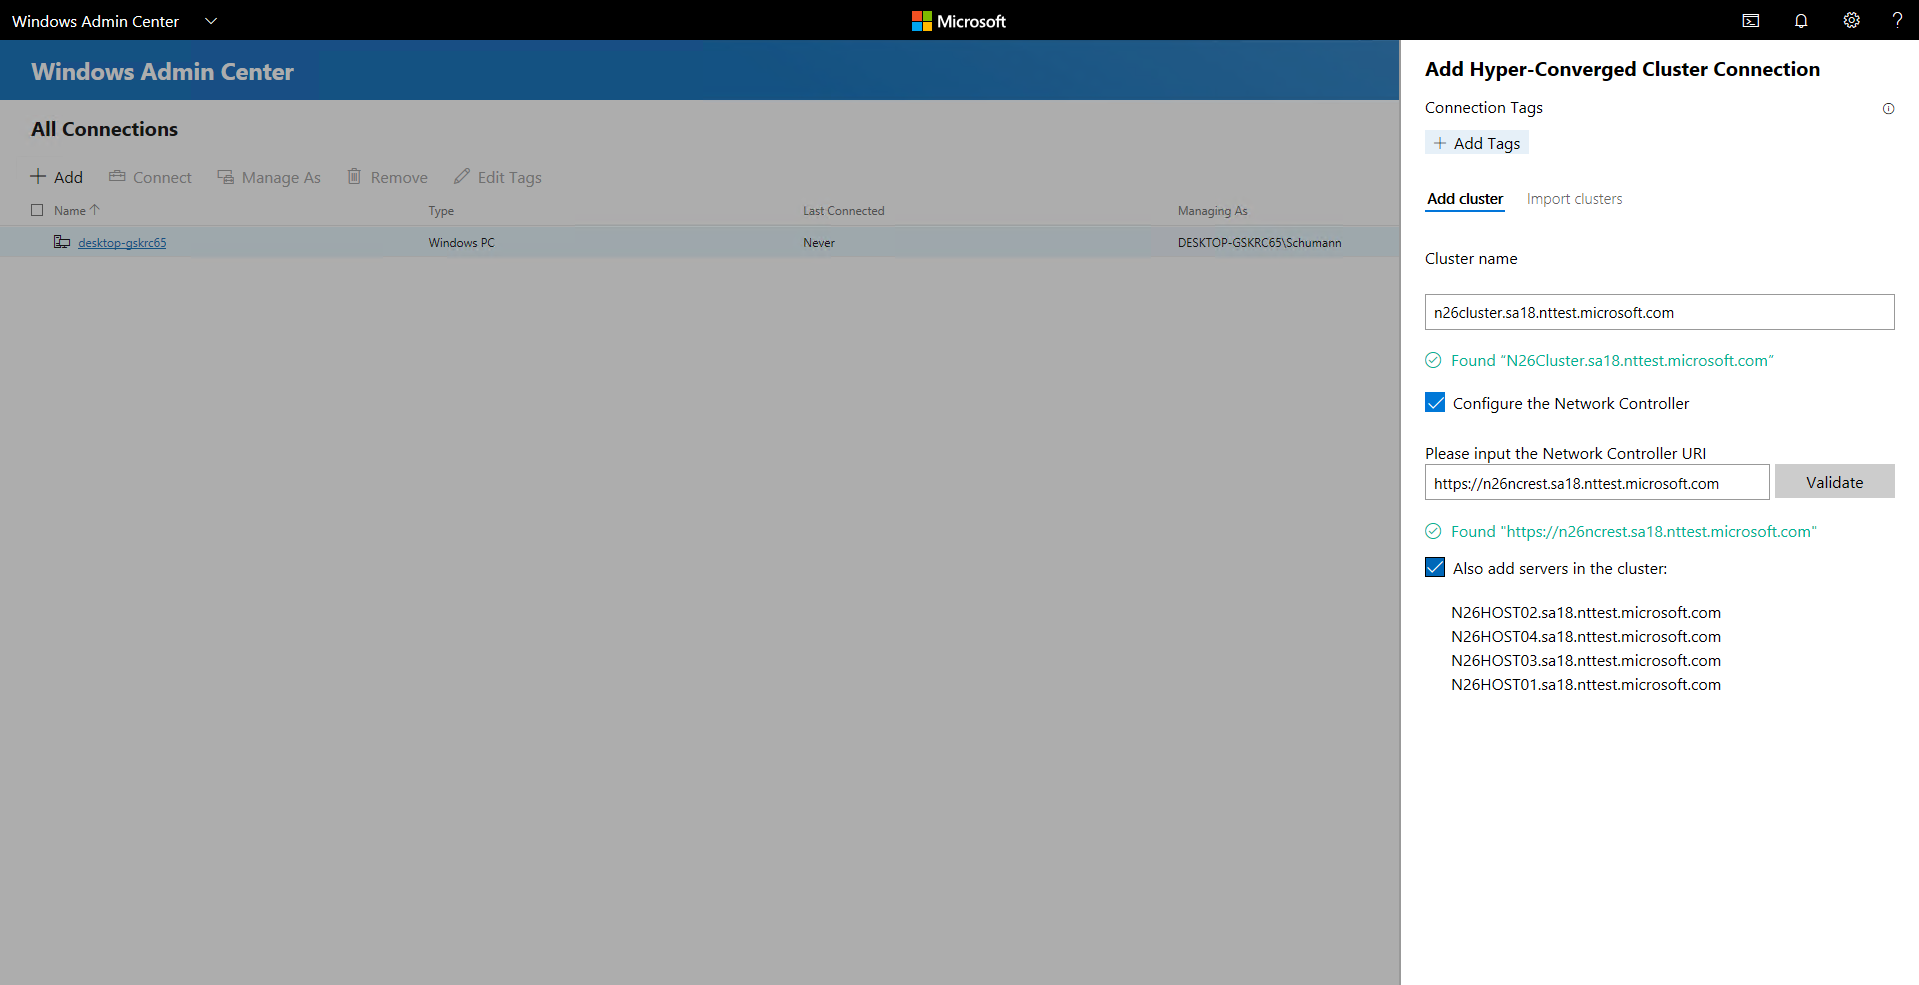 Windows Admin Center
Microsoft
?
Windows Admin Center
All Connections
Add Connect Manage As Remove Edit Tags
Name Type Last Connected Managing As
desktop-gskrc65 Windows PC Never DESKTOP-GSKRC65\Schumann
Add Hyper-Converged Cluster Connection
Connection Tags
Add Tags
Add cluster Import clusters
Cluster name
n26cluster.sa18.nttest.microsoft.com
Found "N26Cluster.sa18.nttest.microsoft.com"
Configure the Network Controller
Please input the Network Controller URI
https://n26ncrest.sa18.nttest.microsoft.com Validate
Found "https://n26ncrest.sa18.nttest.microsoft.com"
Also add servers in the cluster:
N26HOST02.sa18.nttest.microsoft.com
N26HOST04.sa18.nttest.microsoft.com
N26HOST03.sa18.nttest.microsoft.com
N26HOST01.sa18.nttest.microsoft.com